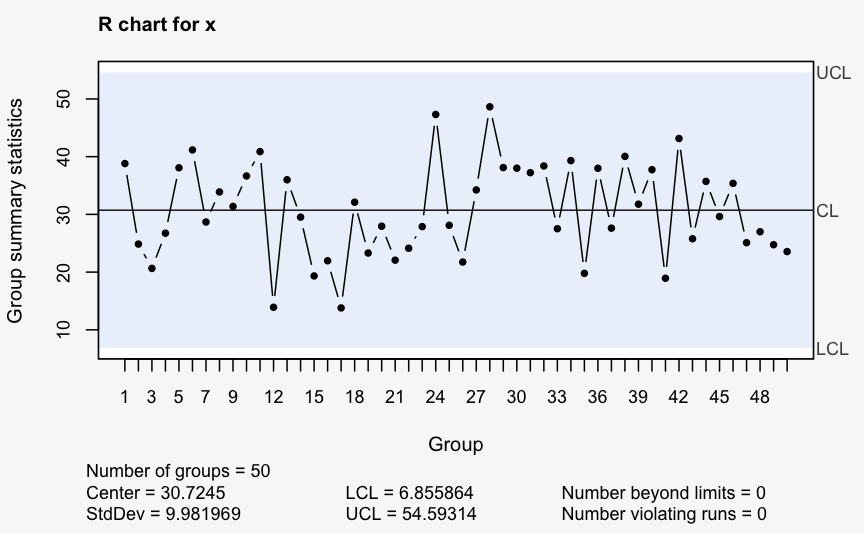 R chart for x
Group summary statistics
50
40
30
20
10
UCL
CL
LCL
1 3 5 7 9 12 15 18 21 24 27 30 33 36 39 42 45 48
Group
Number of groups = 50
Center = 30.7245 LCL = 6.855864 Number beyond limits = 0
StdDev = 9.981969 UCL = 54.59314 Number violating runs = 0